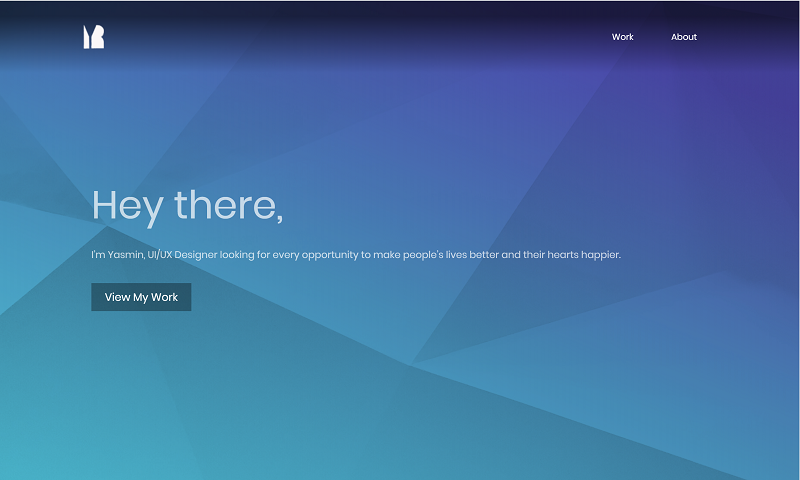 YB
Work
About
Hey there,
I'm Yasmin, UI/UX Designer looking for every opportunity to make people's lives better and their hearts happier.
View My Work